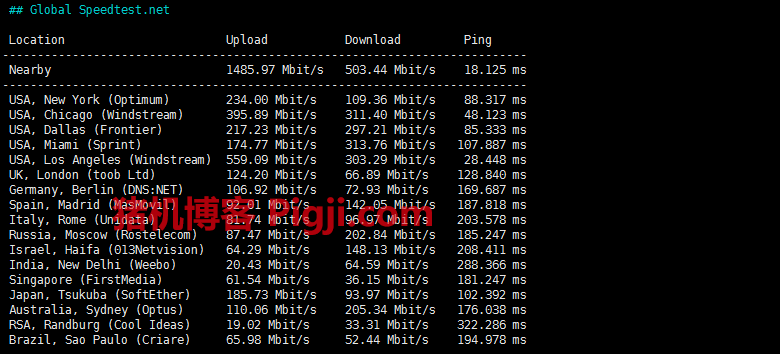 ## Global Speedtest.net
Location Upload Download Ping
---------------------------------------------------------------------------
Nearby 1485.97 Mbit/s 503.44 Mbit/s 18.125 ms
---------------------------------------------------------------------------
USA, New York (Optimum) 234.00 Mbit/s 109.36 Mbit/s 88.317 ms
USA, Chicago (Windstream) 395.89 Mbit/s 311.40 Mbit/s 48.123 ms
USA, Dallas (Frontier) 217.23 Mbit/s 297.21 Mbit/s 85.333 ms
USA, Miami (Sprint) 174.77 Mbit/s 313.76 Mbit/s 107.887 ms
USA, Los Angeles (Windstream) 559.09 Mbit/s 303.29 Mbit/s 28.448 ms
UK, London (toob Ltd) 124.20 Mbit/s 66.89 Mbit/s 128.840 ms
Germany, Berlin (DNS:NET) 106.92 Mbit/s 72.93 Mbit/s 169.687 ms
Spain, Madrid (MasMovil) 92.01 Mbit/s 142.05 Mbit/s 187.818 ms
猪机博客 Pigji.com
Italy, Rome (Unidata) 81.74 Mbit/s 96.97 Mbit/s 203.578 ms
Russia, Moscow (Rostelecom) 87.47 Mbit/s 202.84 Mbit/s 185.247 ms
Israel, Haifa (013Netvision) 64.29 Mbit/s 148.13 Mbit/s 208.411 ms
India, New Delhi (Weebo) 20.43 Mbit/s 64.59 Mbit/s 288.366 ms
Singapore (FirstMedia) 61.54 Mbit/s 36.15 Mbit/s 181.247 ms
Japan, Tsukuba (SoftEther) 185.73 Mbit/s 93.97 Mbit/s 102.392 ms
Australia, Sydney (Optus) 110.06 Mbit/s 205.34 Mbit/s 176.038 ms
RSA, Randburg (Cool Ideas) 19.02 Mbit/s 33.31 Mbit/s 322.286 ms
Brazil, Sao Paulo (Criare) 65.98 Mbit/s 52.44 Mbit/s 194.978 ms